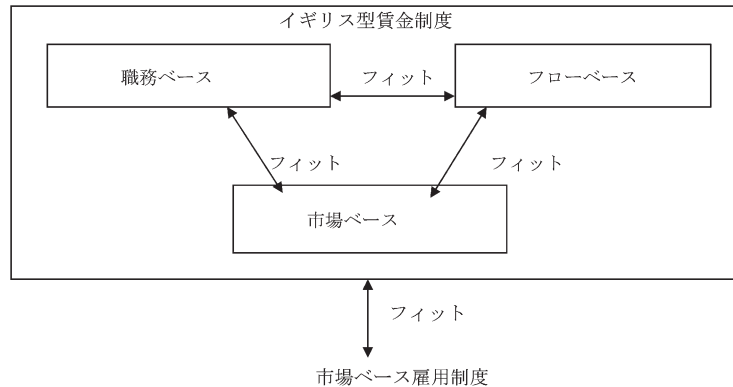 イギリス型賃金制度
職務ベース
フィット
フローベース
フィット
フィット
市場ベース
フィット
市場ベース雇用制度